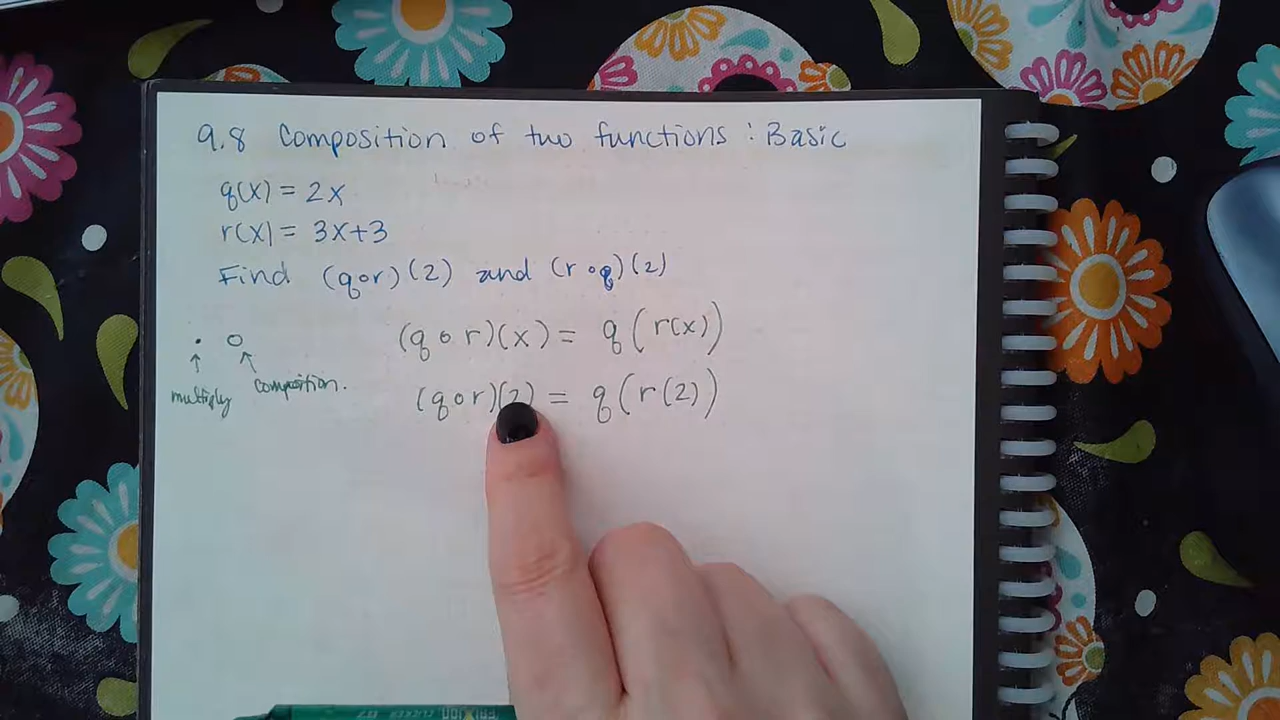 9.8 Composition of two functions : Basic
q(x) = 2x
r(x) = 3x+3
Find (q∘r)(2) and (r∘q)(2)
(q∘r)(x) = q(r(x))
· ∘
↑ ↑
multiply composition.
(q∘r)(2) = q(r(2))